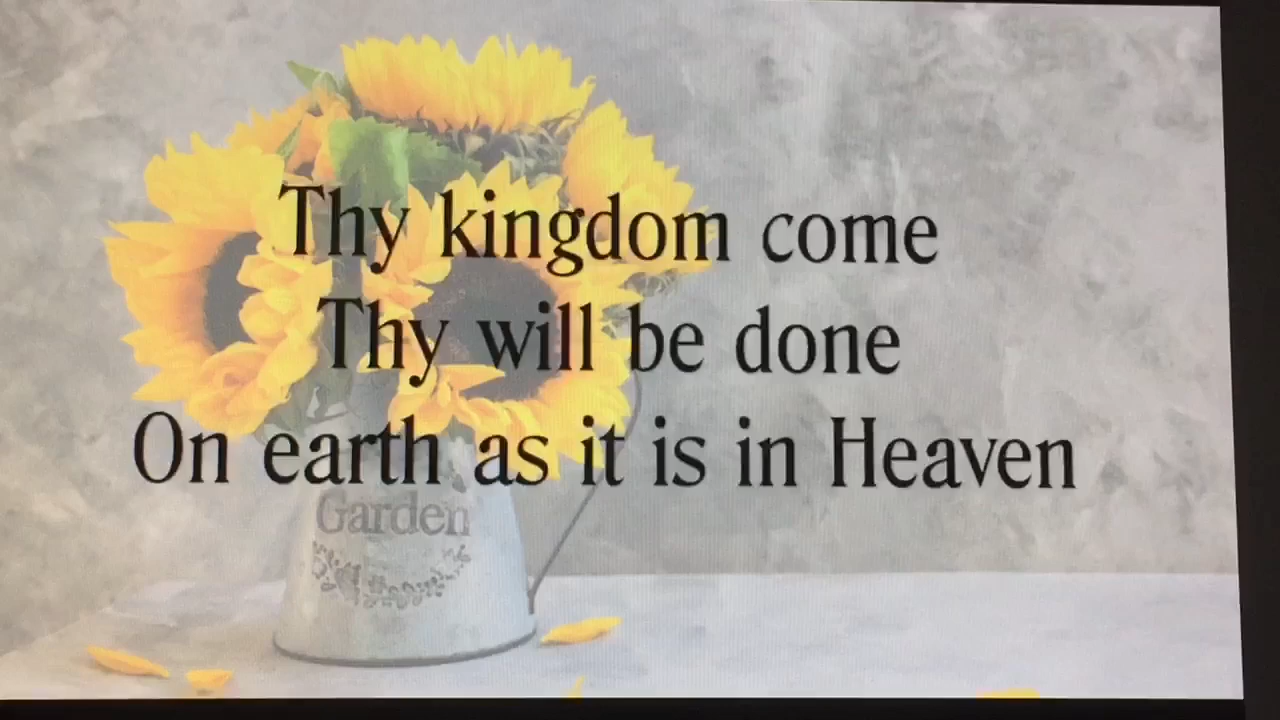 Thy kingdom come
Thy will be done
On earth as it is in Heaven
Garden